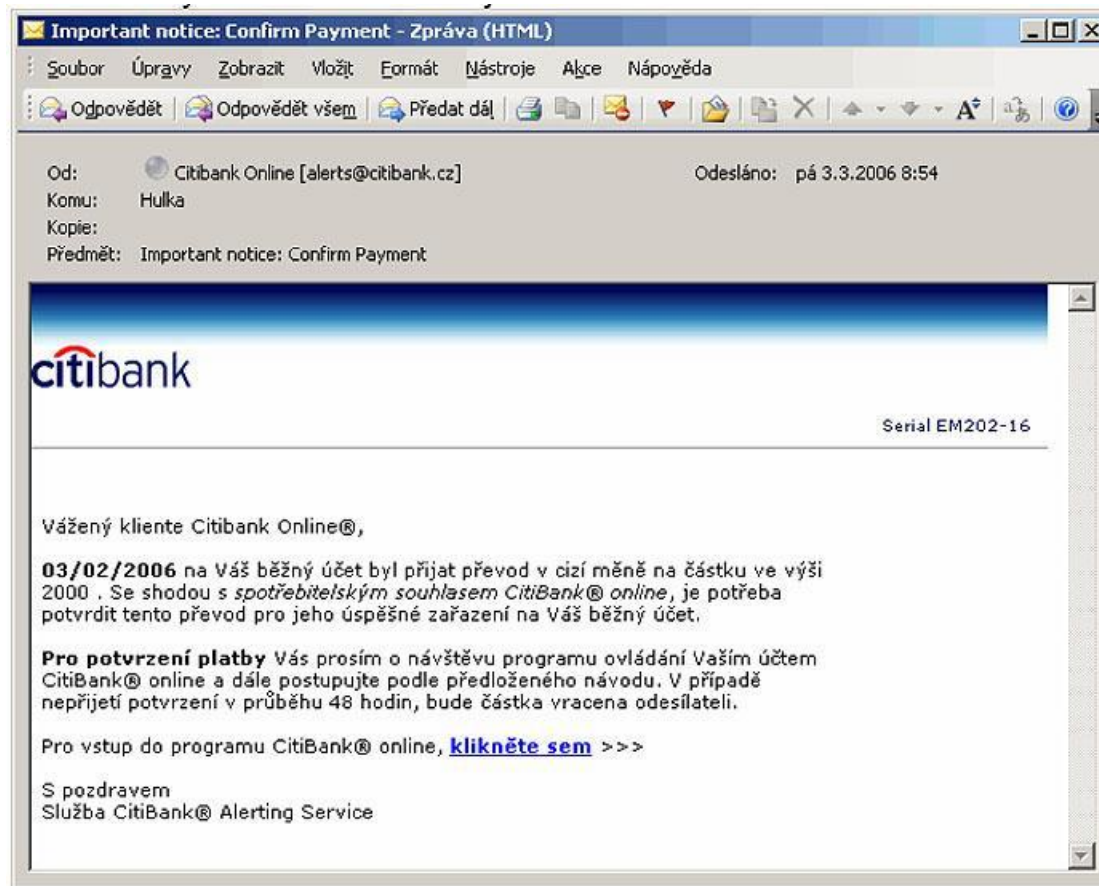 Important notice: Confirm Payment - Zpráva (HTML)
Soubor Úpravy Zobrazit Vložit Formát Nástroje Akce Nápověda
Odpovědět Odpovědět všem Předat dál
Od: Citibank Online [alerts@citibank.cz] Odesláno: pá 3.3.2006 8:54
Komu: Hulka
Kopie:
Předmět: Important notice: Confirm Payment
citibank
Serial EM202-16
Vážený kliente Citibank Online®,
03/02/2006 na Váš běžný účet byl přijat převod v cizí měně na částku ve výši
2000 . Se shodou s spotřebitelským souhlasem CitiBank® online, je potřeba
potvrdit tento převod pro jeho úspěšné zařazení na Váš běžný účet.
Pro potvrzení platby Vás prosím o návštěvu programu ovládání Vaším účtem
CitiBank® online a dále postupujte podle předloženého návodu. V případě
nepřijetí potvrzení v průběhu 48 hodin, bude částka vracena odesílateli.
Pro vstup do programu CitiBank® online, klikněte sem >>>
S pozdravem
Služba CitiBank® Alerting Service